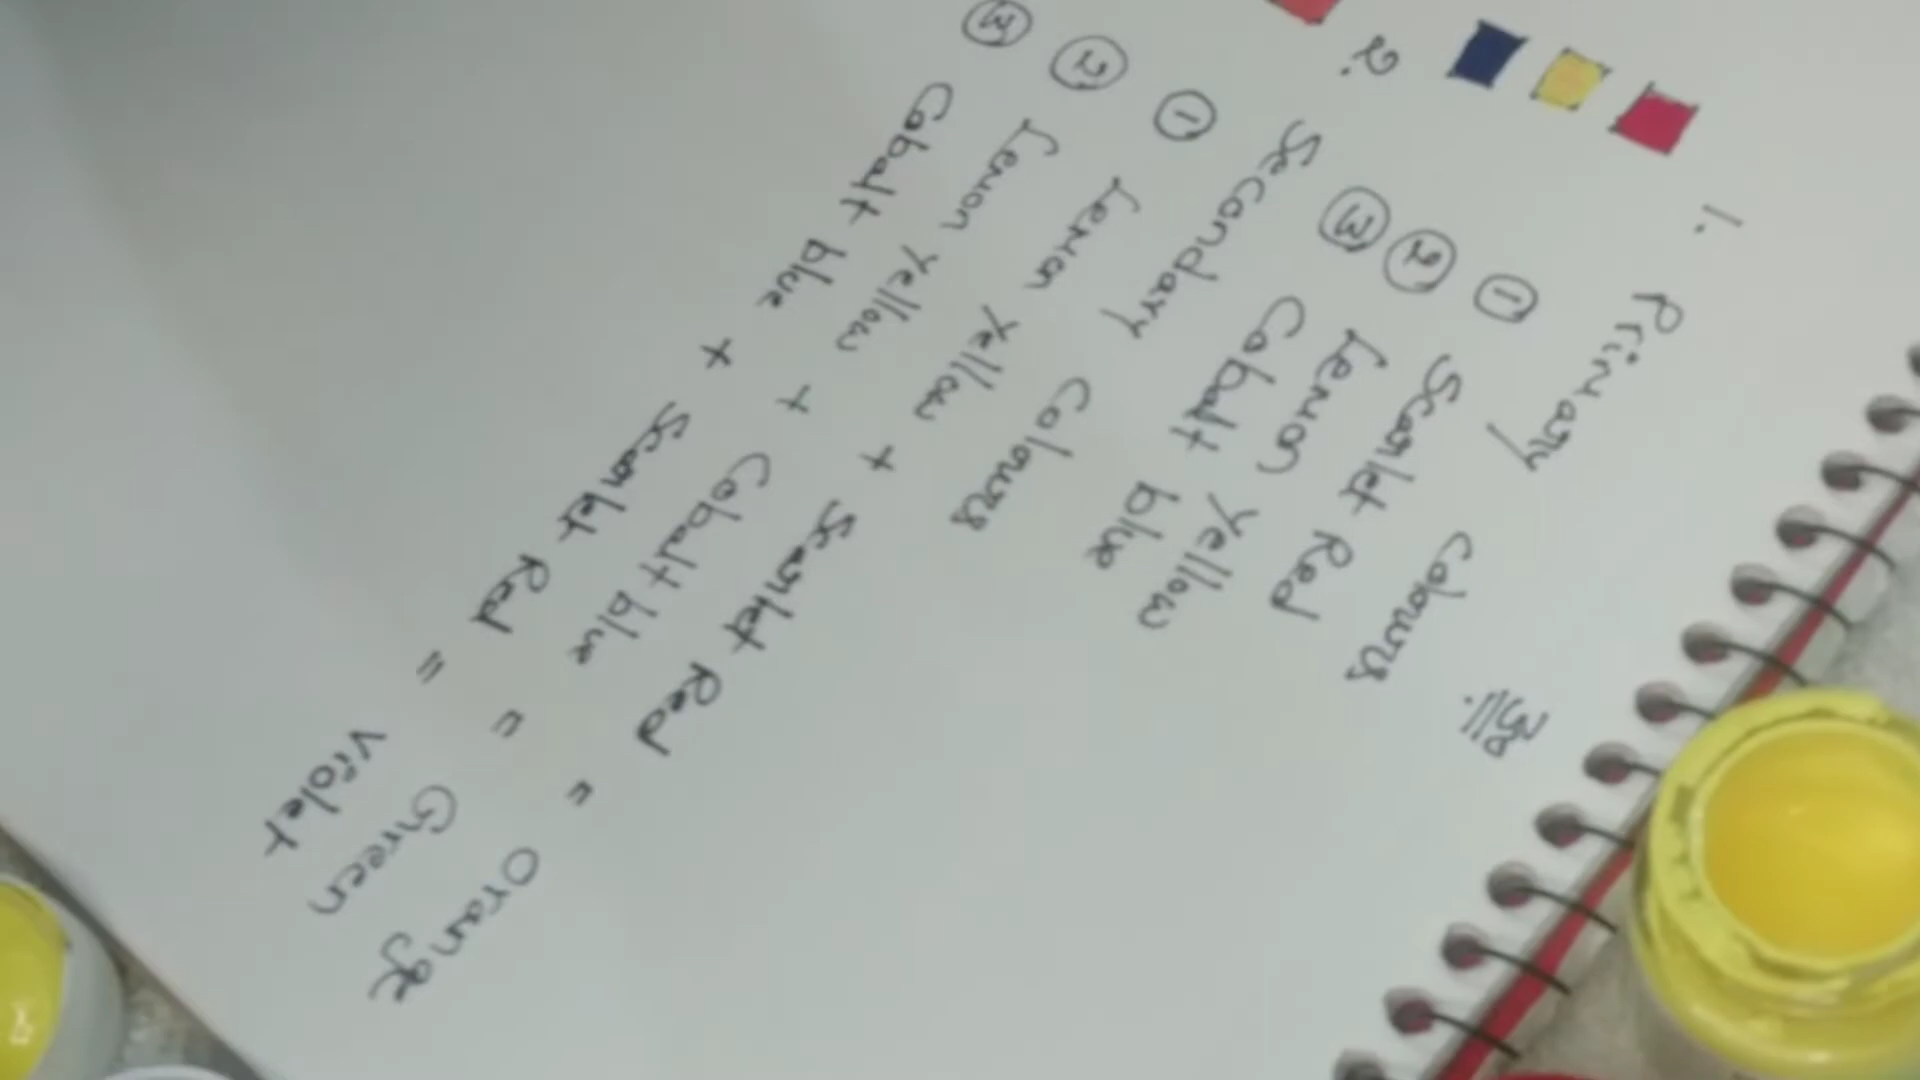 1. Primary colours
① Scarlet Red
② Lemon yellow
③ Cobalt blue
2. Secondary Colours
① Lemon yellow + Scarlet Red = Orange
② Lemon yellow + Cobalt blue = Green
③ Cobalt blue + Scarlet Red = Violet